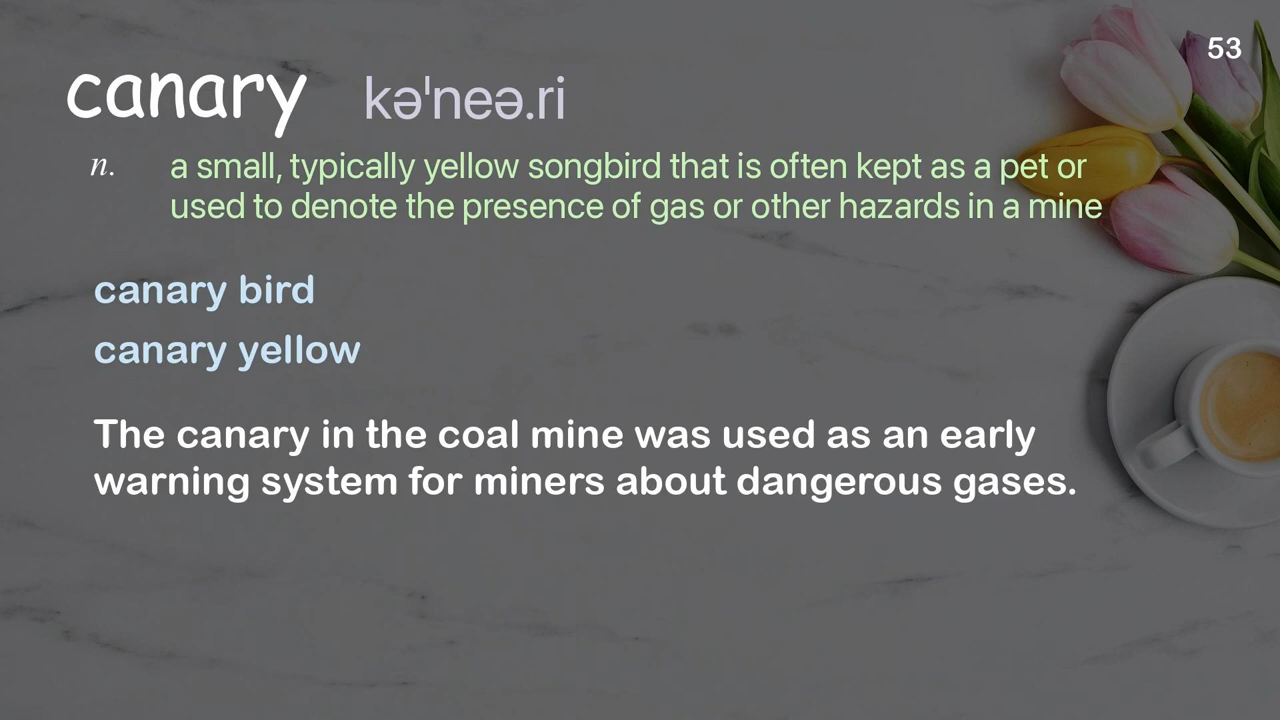 53
canary kə'neə.ri
n. a small, typically yellow songbird that is often kept as a pet or
used to denote the presence of gas or other hazards in a mine
canary bird
canary yellow
The canary in the coal mine was used as an early
warning system for miners about dangerous gases.